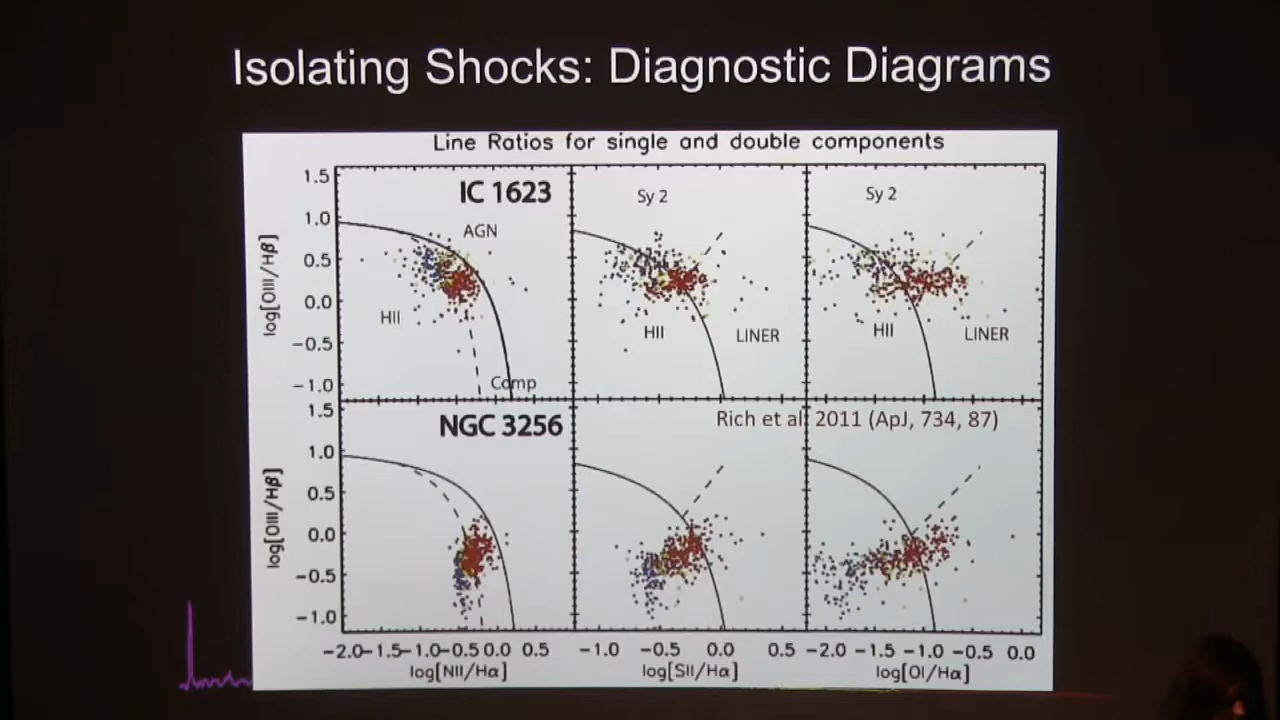 Isolating Shocks: Diagnostic Diagrams
Line Ratios for single and double components
IC 1623
AGN
HII
Comp
Sy 2
HII
LINER
Sy 2
HII
LINER
log[OIII/Hβ]
1.5
1.0
0.5
0.0
−0.5
−1.0
NGC 3256
Rich et al 2011 (ApJ, 734, 87)
log[OIII/Hβ]
1.5
1.0
0.5
0.0
−0.5
−1.0
−2.0−1.5−1.0−0.5 0.0 0.5
−1.0 −0.5 0.0 0.5
−2.0 −1.5 −1.0 −0.5 0.0
log[NII/Hα]
log[SII/Hα]
log[OI/Hα]